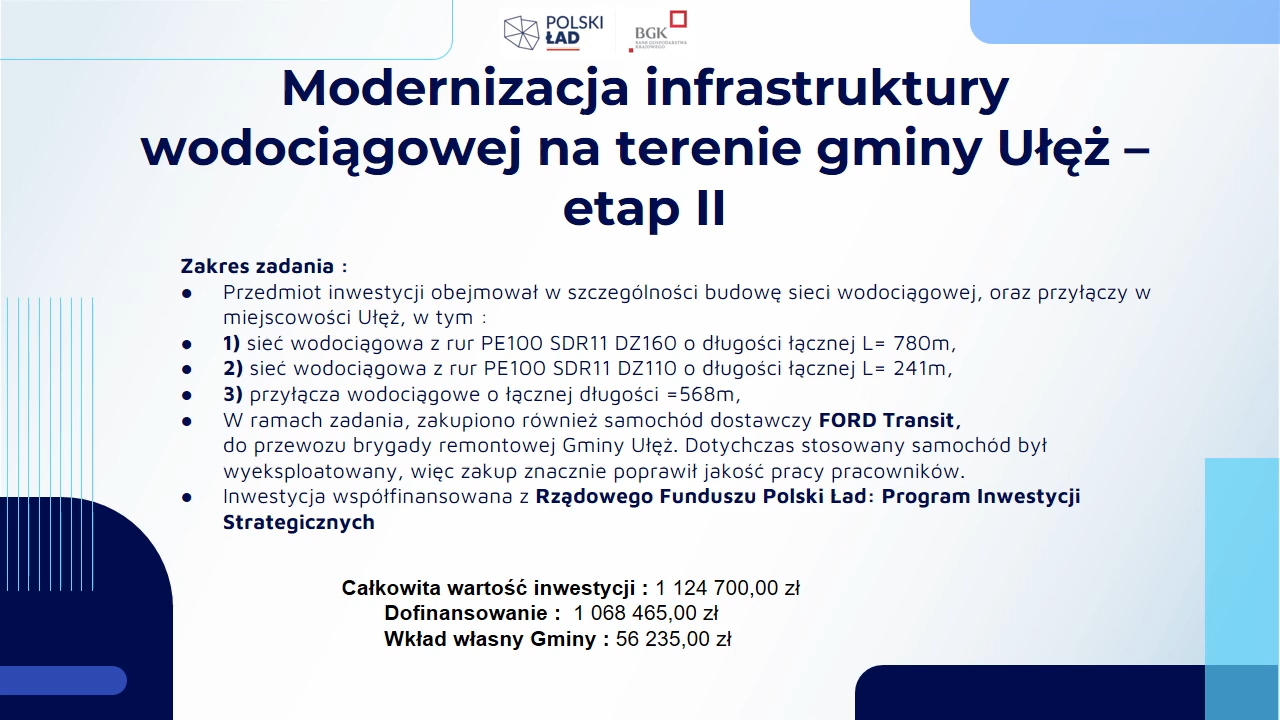 POLSKI
ŁAD
BGK
BANK GOSPODARSTWA
KRAJOWEGO
Modernizacja infrastruktury
wodociągowej na terenie gminy Ułęż –
etap II
Zakres zadania :
● Przedmiot inwestycji obejmował w szczególności budowę sieci wodociągowej, oraz przyłączy w
miejscowości Ułęż, w tym :
● 1) sieć wodociągowa z rur PE100 SDR11 DZ160 o długości łącznej L= 780m,
● 2) sieć wodociągowa z rur PE100 SDR11 DZ110 o długości łącznej L= 241m,
● 3) przyłącza wodociągowe o łącznej długości =568m,
● W ramach zadania, zakupiono również samochód dostawczy FORD Transit,
do przewozu brygady remontowej Gminy Ułęż. Dotychczas stosowany samochód był
wyeksploatowany, więc zakup znacznie poprawił jakość pracy pracowników.
● Inwestycja współfinansowana z Rządowego Funduszu Polski Ład: Program Inwestycji
Strategicznych
Całkowita wartość inwestycji : 1 124 700,00 zł
Dofinansowanie : 1 068 465,00 zł
Wkład własny Gminy : 56 235,00 zł